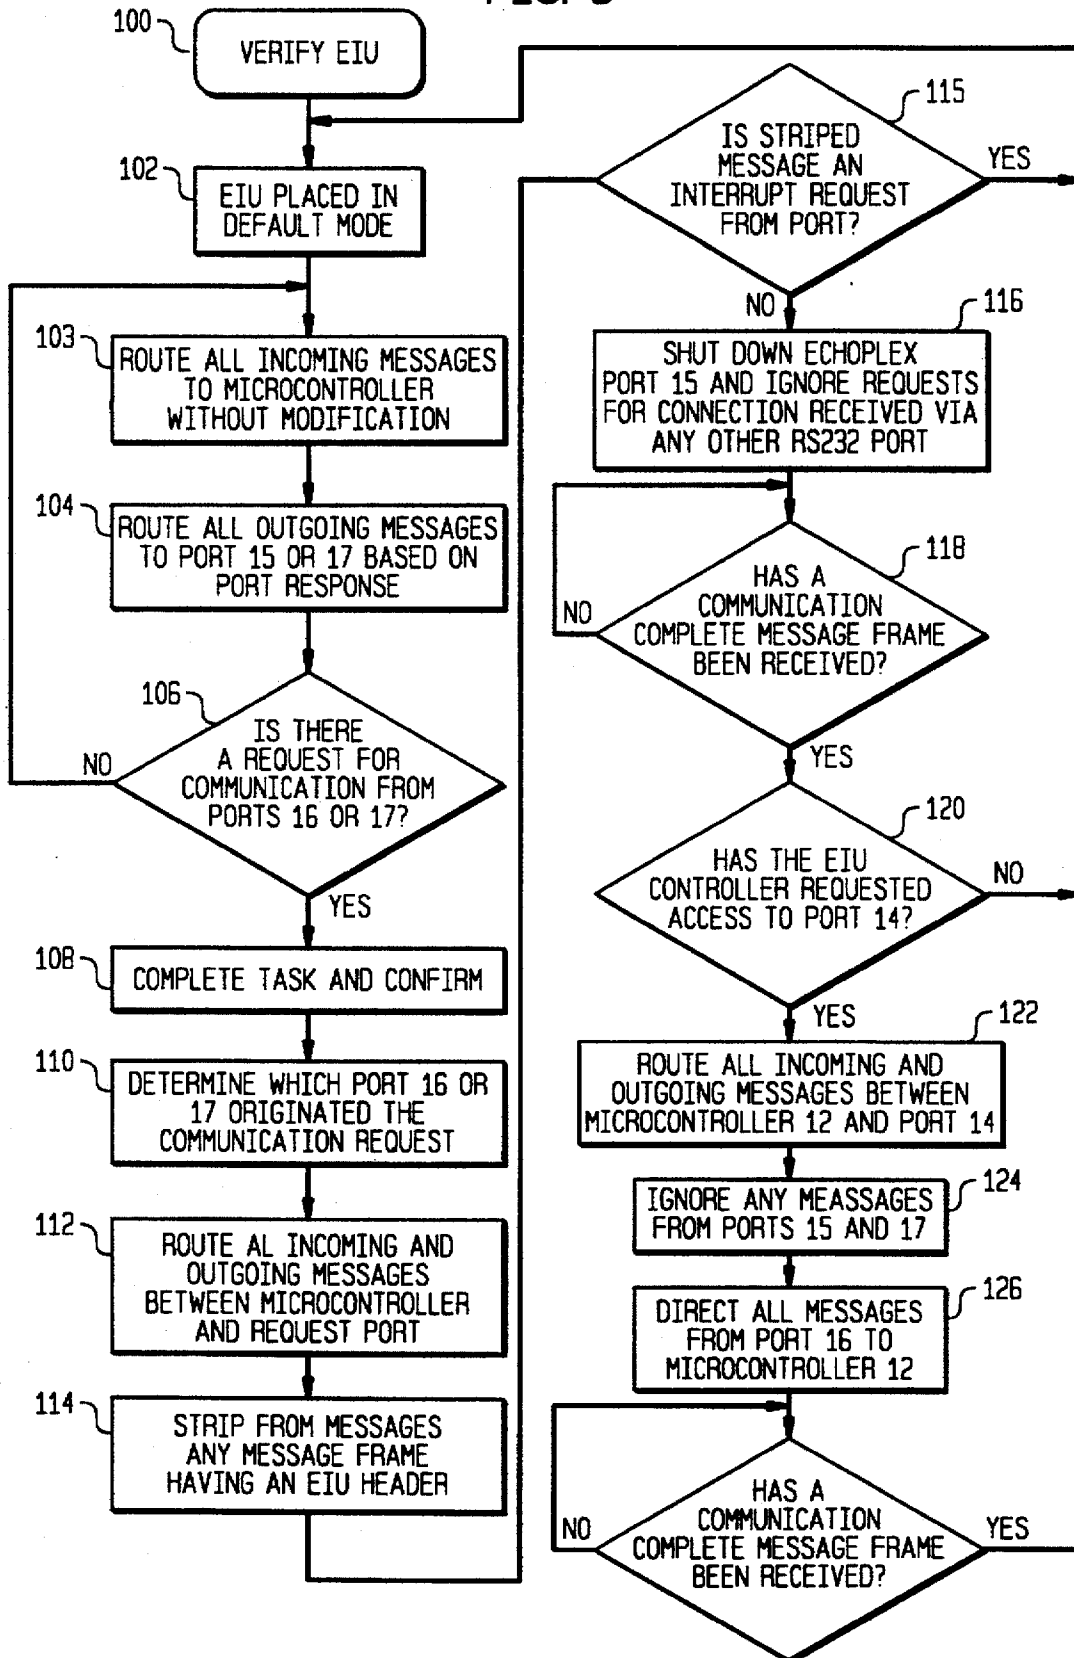 100
VERIFY EIU
102
EIU PLACED IN
DEFAULT MODE
103
ROUTE ALL INCOMING MESSAGES
TO MICROCONTROLLER
WITHOUT MODIFICATION
104
ROUTE ALL OUTGOING MESSAGES
TO PORT 15 OR 17 BASED ON
PORT RESPONSE
106
IS THERE
A REQUEST FOR
COMMUNICATION FROM
PORTS 16 OR 17?
NO
YES
108
COMPLETE TASK AND CONFIRM
110
DETERMINE WHICH PORT 16 OR
17 ORIGINATED THE
COMMUNICATION REQUEST
112
ROUTE AL INCOMING AND
OUTGOING MESSAGES
BETWEEN MICROCONTROLLER
AND REQUEST PORT
114
STRIP FROM MESSAGES
ANY MESSAGE FRAME
HAVING AN EIU HEADER
115
IS STRIPED
MESSAGE AN
INTERRUPT REQUEST
FROM PORT?
YES
NO
116
SHUT DOWN ECHOPLEX
PORT 15 AND IGNORE REQUESTS
FOR CONNECTION RECEIVED VIA
ANY OTHER RS232 PORT
118
HAS A
COMMUNICATION
COMPLETE MESSAGE FRAME
BEEN RECEIVED?
NO
YES
120
HAS THE EIU
CONTROLLER REQUESTED
ACCESS TO PORT 14?
NO
YES
122
ROUTE ALL INCOMING AND
OUTGOING MESSAGES BETWEEN
MICROCONTROLLER 12 AND PORT 14
124
IGNORE ANY MEASSAGES
FROM PORTS 15 AND 17
126
DIRECT ALL MESSAGES
FROM PORT 16 TO
MICROCONTROLLER 12
HAS A
COMMUNICATION
COMPLETE MESSAGE FRAME
BEEN RECEIVED?
NO
YES